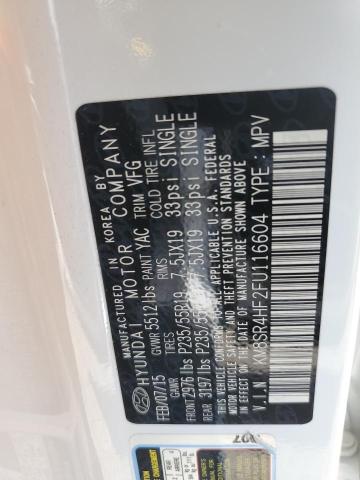 MANUFACTURED IN KOREA BY
HYUNDAI MOTOR COMPANY
FEB/07/15 GVWR 5512lbs PAINT YAC TRIM VFG
GAWR TIRES RIMS COLD TIRE INFL
FRONT 2976lbs P235/55R19 7.5JX19 33psi SINGLE
REAR 3197lbs P235/55R19 7.5JX19 33psi SINGLE
THIS VEHICLE CONFORMS TO ALL APPLICABLE U.S.A. FEDERAL
MOTOR VEHICLE SAFETY AND THEFT PREVENTION STANDARDS
IN EFFECT ON THE DATE OF MANUFACTURE SHOWN ABOVE.
V.I.N : KM8SR4HF2FU116604 TYPE : MPV